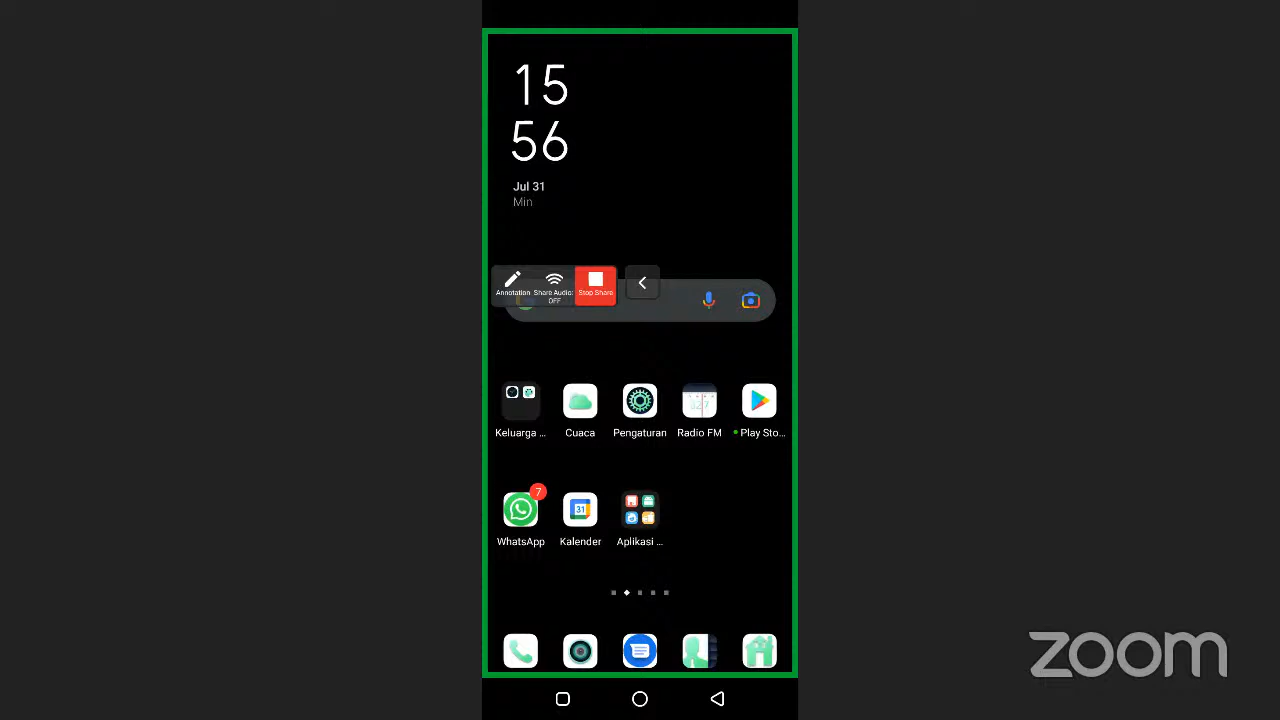 15
56
Jul 31
Min
Annotation
Share Audio:
OFF
Stop Share
Keluarga ...
Cuaca
Pengaturan
Radio FM
Play Sto...
7
31
WhatsApp
Kalender
Aplikasi ...
zoom